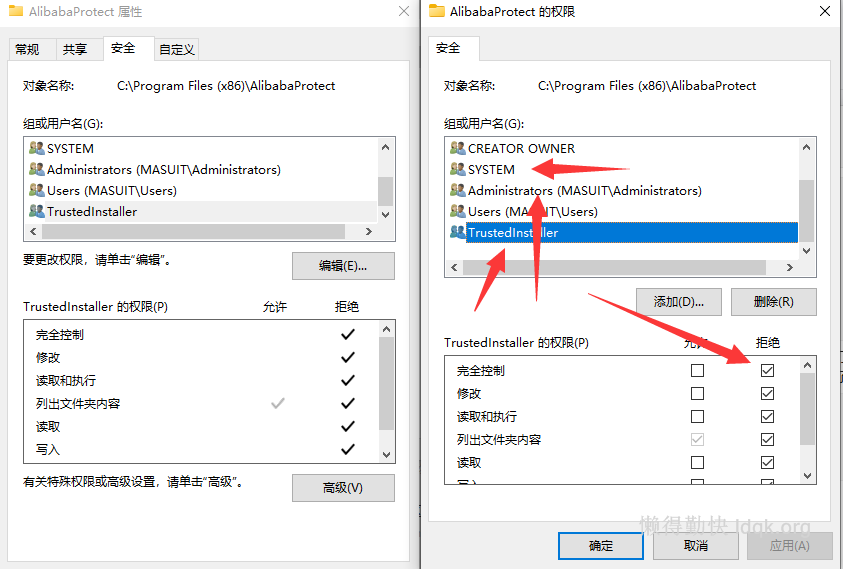 AlibabaProtect 属性
常规 共享 安全 自定义
对象名称: C:\Program Files (x86)\AlibabaProtect
组或用户名(G):
SYSTEM
Administrators (MASUIT\Administrators)
Users (MASUIT\Users)
TrustedInstaller
要更改权限，请单击"编辑"。
编辑(E)...
TrustedInstaller 的权限(P) 允许 拒绝
完全控制
修改
读取和执行
列出文件夹内容
读取
写入
有关特殊权限或高级设置，请单击"高级"。
高级(V)
AlibabaProtect 的权限
安全
对象名称: C:\Program Files (x86)\AlibabaProtect
组或用户名(G):
CREATOR OWNER
SYSTEM
Administrators (MASUIT\Administrators)
Users (MASUIT\Users)
TrustedInstaller
添加(D)... 删除(R)
TrustedInstaller 的权限(P) 允许 拒绝
完全控制
修改
读取和执行
列出文件夹内容
读取
写入
懒得勤快 ldqk.org
确定 取消 应用(A)